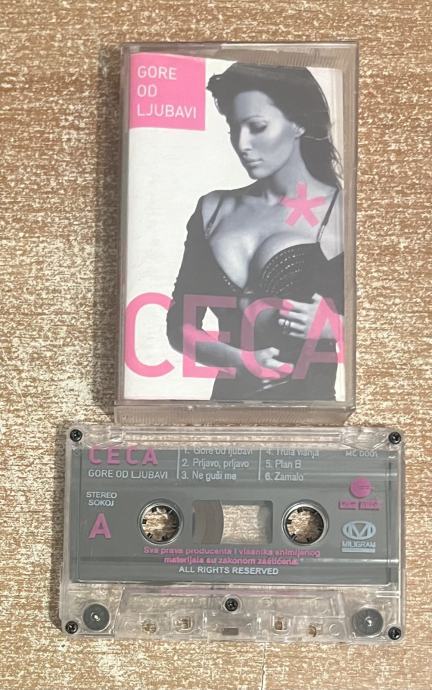 GORE
OD
LJUBAVI
*
CECA
CECA
GORE OD LJUBAVI
1. Gore od ljubavi
2. Prljavo, prljavo
3. Ne guši me
4. Trula višnja
5. Plan B
6. Zamalo
MC 0001
STEREO
SOKOJ
A
MILIGRAM
Sva prava producenta i vlasnika snimljenog
materijala su zakonom zaštićena.
ALL RIGHTS RESERVED